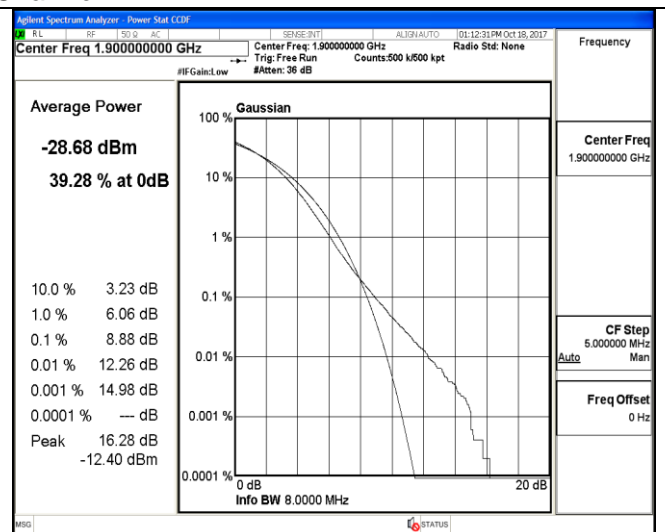 Agilent Spectrum Analyzer - Power Stat CCDF
RL RF 50 Ω AC SENSE:INT ALIGN AUTO 01:12:31 PM Oct 18, 2017
Center Freq 1.900000000 GHz
Center Freq: 1.900000000 GHz Radio Std: None
Trig: Free Run Counts:500 k/500 kpt
#IFGain:Low #Atten: 36 dB
Frequency
Average Power
-28.68 dBm
39.28 % at 0dB
10.0 % 3.23 dB
1.0 % 6.06 dB
0.1 % 8.88 dB
0.01 % 12.26 dB
0.001 % 14.98 dB
0.0001 % --- dB
Peak 16.28 dB
-12.40 dBm
Gaussian
100 %
10 %
1 %
0.1 %
0.01 %
0.001 %
0.0001 %
0 dB 20 dB
Info BW 8.0000 MHz
Center Freq
1.900000000 GHz
CF Step
5.000000 MHz
Auto Man
Freq Offset
0 Hz
MSG STATUS